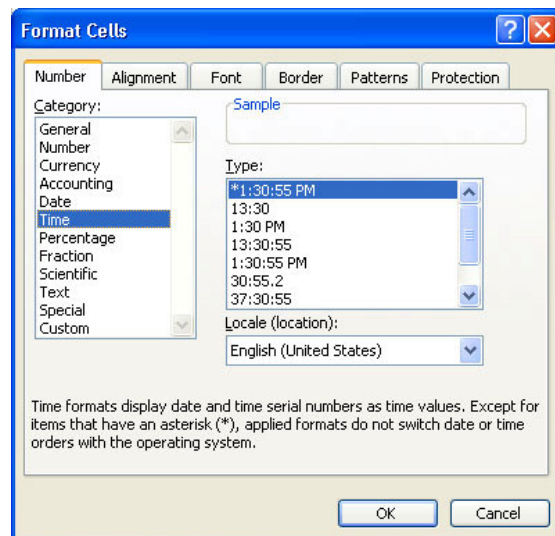 Format Cells
Number
Alignment
Font
Border
Patterns
Protection
Category:
General
Number
Currency
Accounting
Date
Time
Percentage
Fraction
Scientific
Text
Special
Custom
Sample
Type:
*1:30:55 PM
13:30
1:30 PM
13:30:55
1:30:55 PM
30:55.2
37:30:55
Locale (location):
English (United States)
Time formats display date and time serial numbers as time values. Except for
items that have an asterisk (*), applied formats do not switch date or time
orders with the operating system.
OK
Cancel